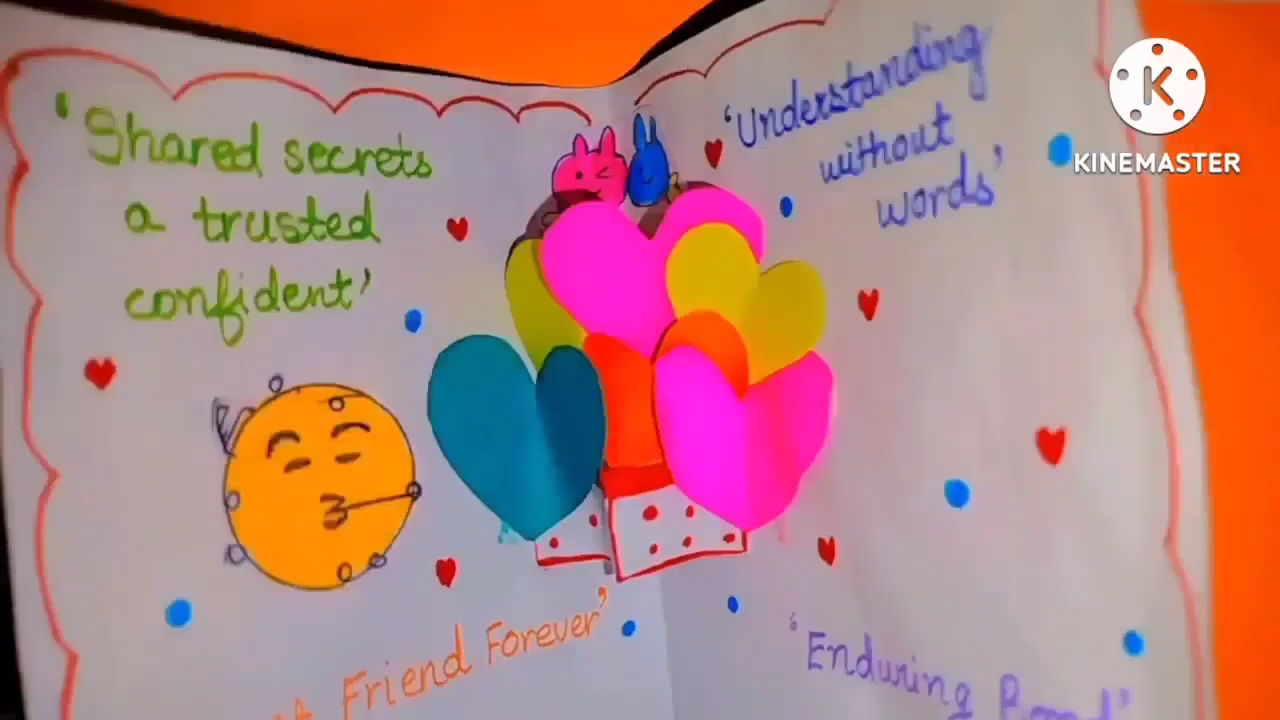 'Shared secrets
a trusted
confident'
'Understanding
without
words'
KINEMASTER
Friend Forever'
'Enduring